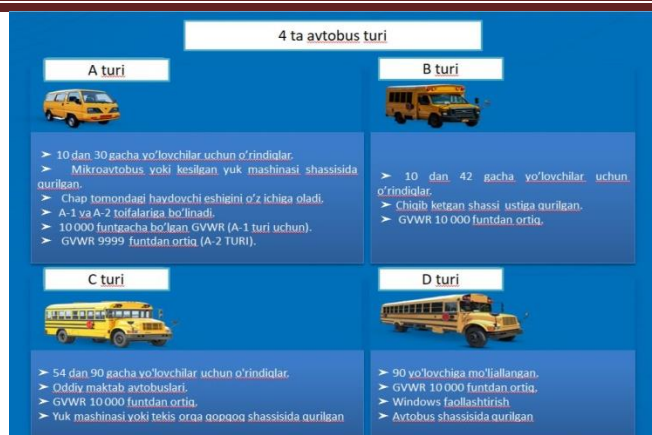 4 ta avtobus turi
A turi
➤ 10 dan 30 gacha yo'lovchilar uchun o'rindiqlar.
➤ Mikroavtobus yoki kesilgan yuk mashinasi shassisida
qurilgan.
➤ Chap tomondagi haydovchi eshigini o'z ichiga oladi.
➤ A-1 va A-2 toifalariga bo'linadi.
➤ 10 000 funtgacha bo'lgan GVWR (A-1 turi uchun).
➤ GVWR 9999 funtdan ortiq (A-2 TURI).
B turi
➤ 10 dan 42 gacha yo'lovchilar uchun
o'rindiqlar.
➤ Chiqib ketgan shassi ustiga qurilgan.
➤ GVWR 10 000 funtdan ortiq.
C turi
➤ 54 dan 90 gacha yo'lovchilar uchun o'rindiqlar.
➤ Oddiy maktab avtobuslari.
➤ GVWR 10 000 funtdan ortiq.
➤ Yuk mashinasi yoki tekis orqa qopqoq shassisida qurilgan
D turi
➤ 90 yo'lovchiga mo'ljallangan.
➤ GVWR 10 000 funtdan ortiq.
➤ Windows faollashtirish
➤ Avtobus shassisida qurilgan